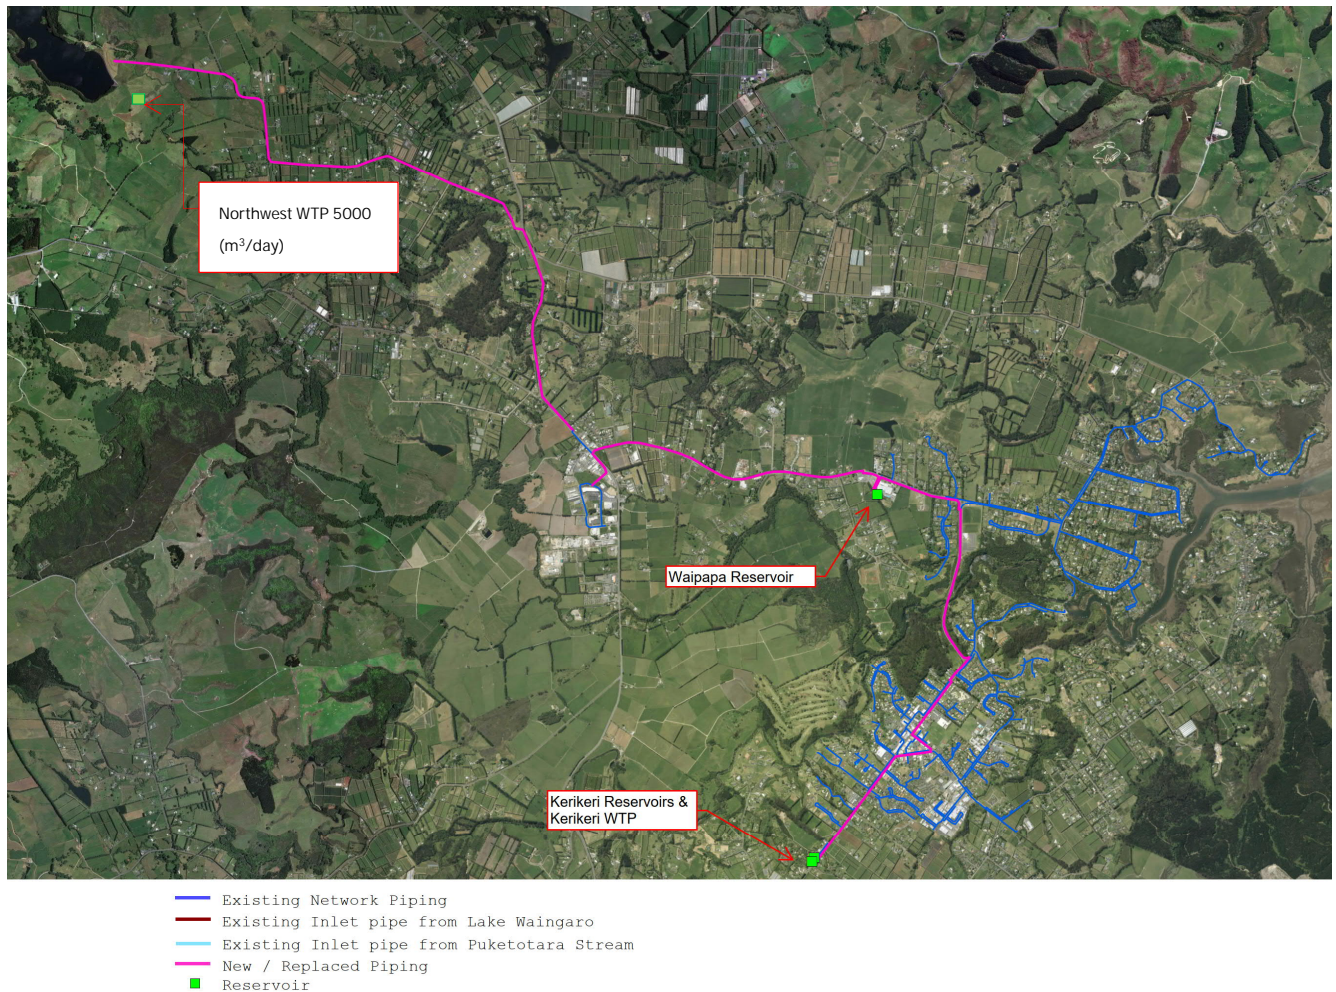 Northwest WTP 5000
(m³/day)
Waipapa Reservoir
Kerikeri Reservoirs &
Kerikeri WTP
Existing Network Piping
Existing Inlet pipe from Lake Waingaro
Existing Inlet pipe from Puketotara Stream
New / Replaced Piping
Reservoir